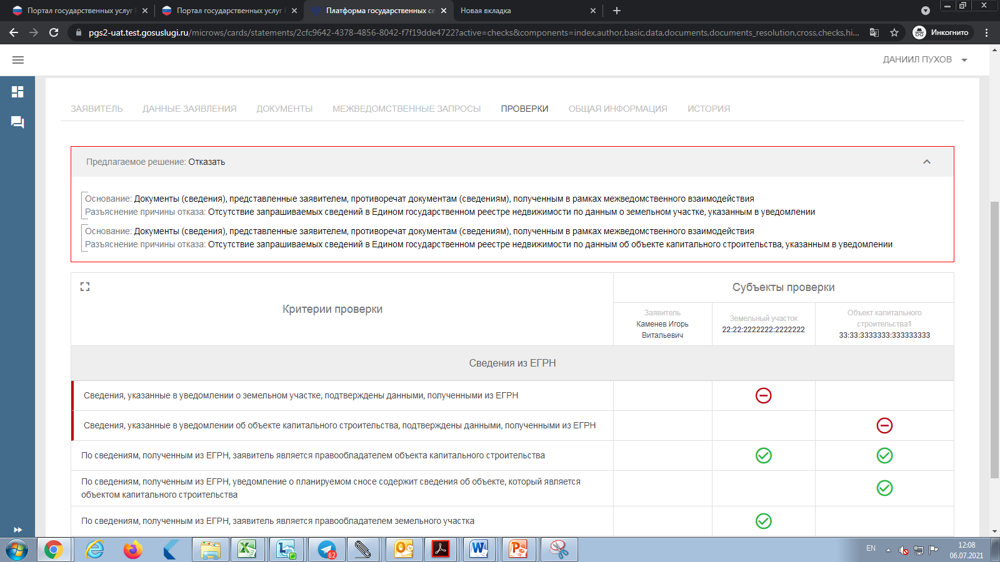 Портал государственных услуг
Портал государственных услуг
Платформа государственных се
Новая вкладка
pgs2-uat.test.gosuslugi.ru/microws/cards/statements/2cfc9642-4378-4856-8042-f7f19dde4722?active=checks&components=index,author,basic,data,documents,documents_resolution,cross,checks,hi...
Инкогнито
ДАНИИЛ ПУХОВ
ЗАЯВИТЕЛЬ ДАННЫЕ ЗАЯВЛЕНИЯ ДОКУМЕНТЫ МЕЖВЕДОМСТВЕННЫЕ ЗАПРОСЫ ПРОВЕРКИ ОБЩАЯ ИНФОРМАЦИЯ ИСТОРИЯ
Предлагаемое решение: Отказать
Основание: Документы (сведения), представленные заявителем, противоречат документам (сведениям), полученным в рамках межведомственного взаимодействия
Разъяснение причины отказа: Отсутствие запрашиваемых сведений в Едином государственном реестре недвижимости по данным о земельном участке, указанным в уведомлении
Основание: Документы (сведения), представленные заявителем, противоречат документам (сведениям), полученным в рамках межведомственного взаимодействия
Разъяснение причины отказа: Отсутствие запрашиваемых сведений в Едином государственном реестре недвижимости по данным об объекте капитального строительства, указанным в уведомлении
Критерии проверки
Субъекты проверки
Заявитель
Каменев Игорь
Витальевич
Земельный участок
22:22:2222222:2222222
Объект капитального
строительства1
33:33:3333333:333333333
Сведения из ЕГРН
Сведения, указанные в уведомлении о земельном участке, подтверждены данными, полученными из ЕГРН
Сведения, указанные в уведомлении об объекте капитального строительства, подтверждены данными, полученными из ЕГРН
По сведениям, полученным из ЕГРН, заявитель является правообладателем объекта капитального строительства
По сведениям, полученным из ЕГРН, уведомление о планируемом сносе содержит сведения об объекте, который является
объектом капитального строительства
По сведениям, полученным из ЕГРН, заявитель является правообладателем земельного участка
62
EN
12:08
06.07.2021